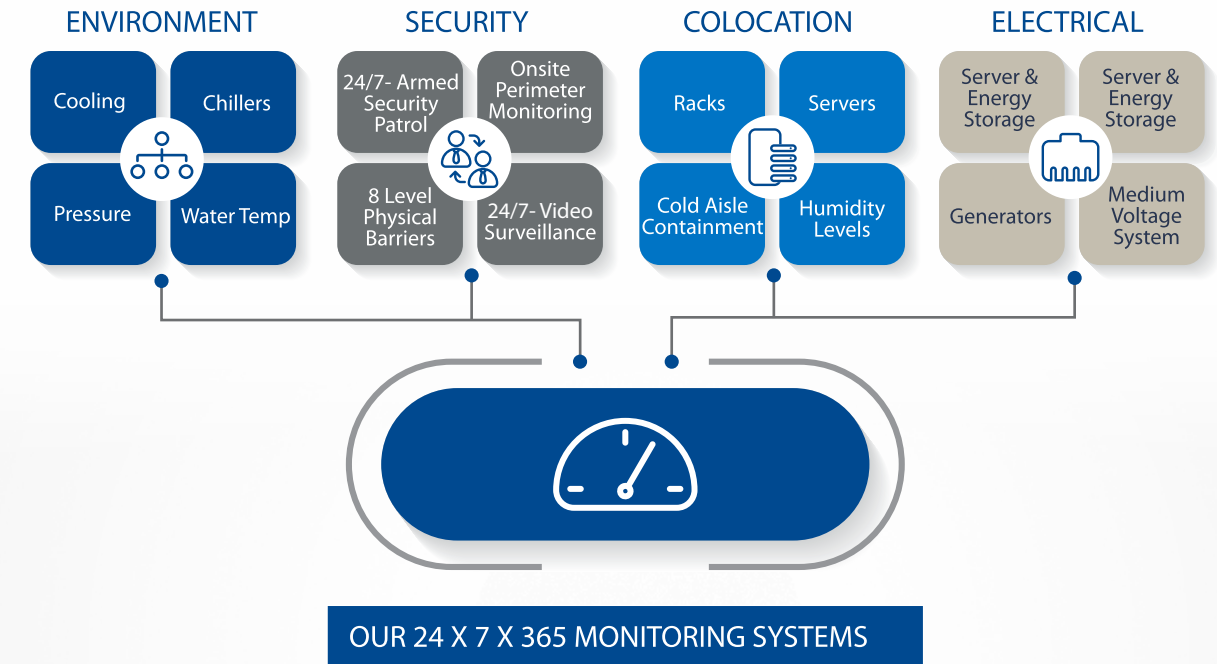 ENVIRONMENT
Cooling
Chillers
Pressure
Water Temp
SECURITY
24/7- Armed
Security
Patrol
Onsite
Perimeter
Monitoring
8 Level
Physical
Barriers
24/7- Video
Surveillance
COLOCATION
Racks
Servers
Cold Aisle
Containment
Humidity
Levels
ELECTRICAL
Server &
Energy
Storage
Server &
Energy
Storage
Generators
Medium
Voltage
System
OUR 24 X 7 X 365 MONITORING SYSTEMS